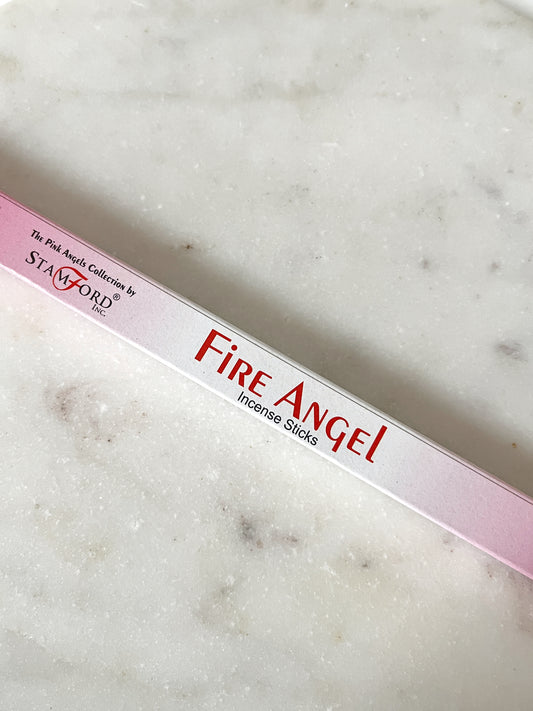 The Pink Angels Collection by
STAMFORD®
INC.
FIRE ANGEL
Incense Sticks